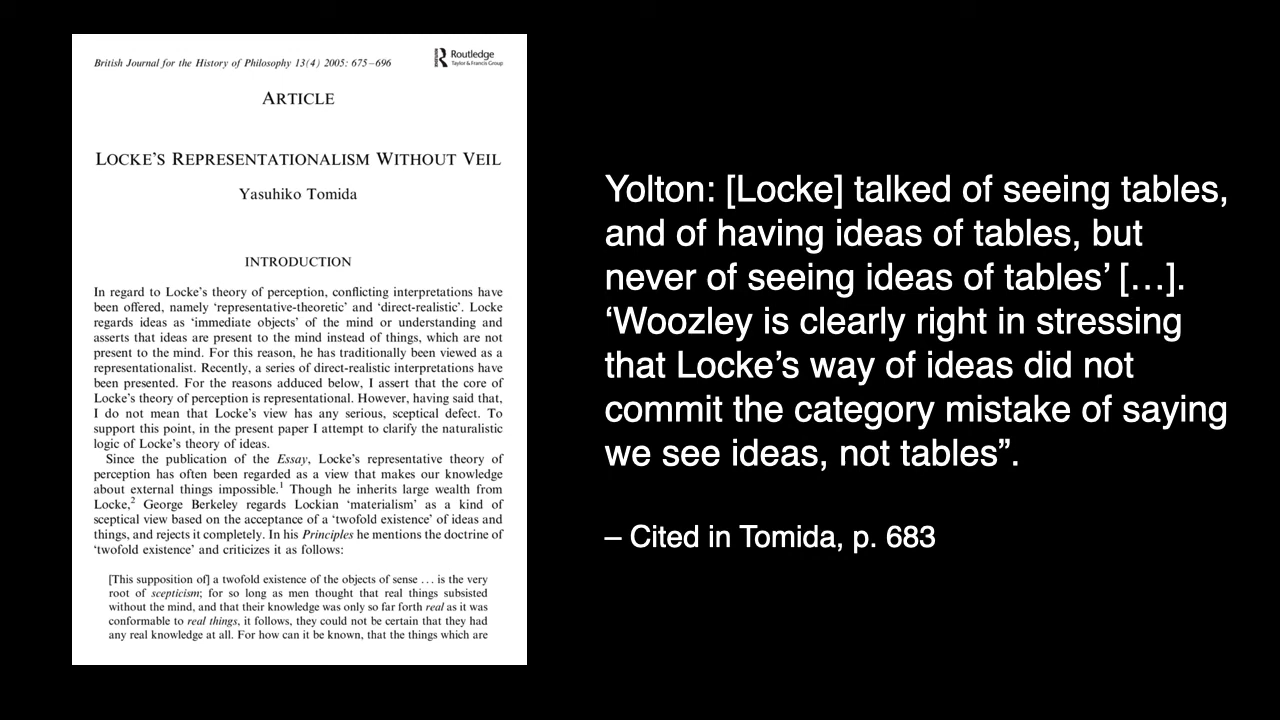 British Journal for the History of Philosophy 13(4) 2005: 675–696
Routledge
Taylor & Francis Group
ARTICLE
LOCKE'S REPRESENTATIONALISM WITHOUT VEIL
Yasuhiko Tomida
INTRODUCTION
In regard to Locke's theory of perception, conflicting interpretations have
been offered, namely 'representative-theoretic' and 'direct-realistic'. Locke
regards ideas as 'immediate objects' of the mind or understanding and
asserts that ideas are present to the mind instead of things, which are not
present to the mind. For this reason, he has traditionally been viewed as a
representationalist. Recently, a series of direct-realistic interpretations have
been presented. For the reasons adduced below, I assert that the core of
Locke's theory of perception is representational. However, having said that,
I do not mean that Locke's view has any serious, sceptical defect. To
support this point, in the present paper I attempt to clarify the naturalistic
logic of Locke's theory of ideas.
Since the publication of the Essay, Locke's representative theory of
perception has often been regarded as a view that makes our knowledge
about external things impossible.1 Though he inherits large wealth from
Locke,2 George Berkeley regards Lockian 'materialism' as a kind of
sceptical view based on the acceptance of a 'twofold existence' of ideas and
things, and rejects it completely. In his Principles he mentions the doctrine of
'twofold existence' and criticizes it as follows:
[This supposition of] a twofold existence of the objects of sense … is the very
root of scepticism; for so long as men thought that real things subsisted
without the mind, and that their knowledge was only so far forth real as it was
conformable to real things, it follows, they could not be certain that they had
any real knowledge at all. For how can it be known, that the things which are
Yolton: [Locke] talked of seeing tables,
and of having ideas of tables, but
never of seeing ideas of tables’ […].
‘Woozley is clearly right in stressing
that Locke’s way of ideas did not
commit the category mistake of saying
we see ideas, not tables”.
– Cited in Tomida, p. 683